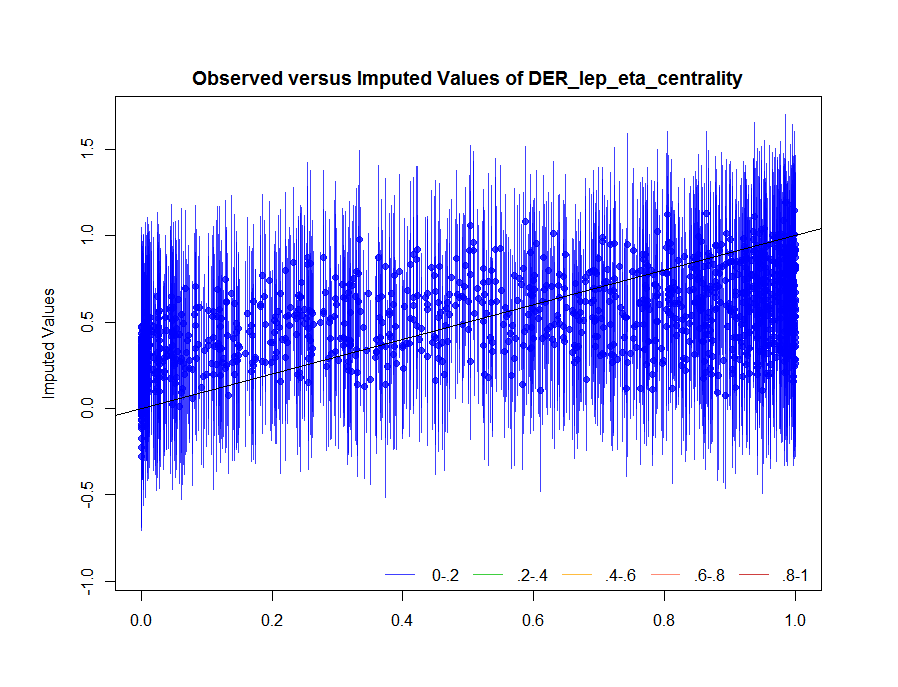 Observed versus Imputed Values of DER_lep_eta_centrality
Imputed Values
1.5
1.0
0.5
0.0
-0.5
-1.0
0-.2 .2-.4 .4-.6 .6-.8 .8-1
0.0 0.2 0.4 0.6 0.8 1.0